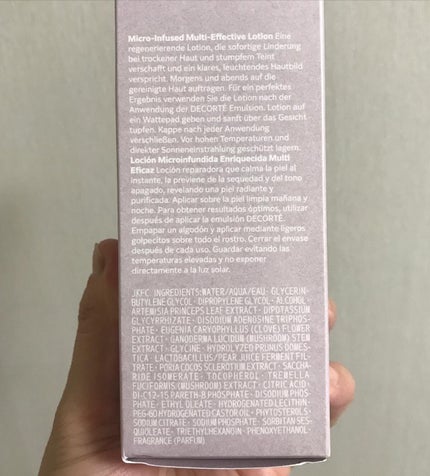 Micro-Infused Multi-Effective Lotion Eine
regenerierende Lotion, die sofortige Linderung
bei trockener Haut und stumpfem Teint
verschafft und ein klares, leuchtendes Hautbild
verspricht. Morgens und abends auf die
gereinigte Haut auftragen. Für ein perfektes
Ergebnis verwenden Sie die Lotion nach der
Anwendung der DECORTÉ Emulsion. Lotion auf
ein Wattepad geben und sanft über das Gesicht
tupfen. Kappe nach jeder Anwendung
verschließen. Vor hohen Temperaturen und
direkter Sonneneinstrahlung geschützt lagern.
Loción Microinfundida Enriquecida Multi
Eficaz Loción reparadora que calma la piel al
instante, la previene de la sequedad y del tono
apagado, revelando una piel radiante y
purificada. Aplicar sobre la piel limpia mañana y
noche. Para obtener resultados óptimos, utilizar
después de aplicar la emulsión DECORTÉ.
Empapar un algodón y aplicar mediante ligeros
golpecitos sobre todo el rostro. Cerrar el envase
después de cada uso. Guardar evitando las
temperaturas elevadas y no exponer
directamente a la luz solar.
JKFC. INGREDIENTS:WATER/AQUA/EAU·GLYCERIN·
BUTYLENE GLYCOL·DIPROPYLENE GLYCOL·ALCOHOL·
ARTEMISIA PRINCEPS LEAF EXTRACT·DIPOTASSIUM
GLYCYRRHIZATE·DISODIUM ADENOSINE TRIPHOS-
PHATE·EUGENIA CARYOPHYLLUS (CLOVE) FLOWER
EXTRACT·GANODERMA LUCIDUM (MUSHROOM) STEM
EXTRACT·GLYCINE·HYDROLYZED PRUNUS DOMES-
TICA·LACTOBACILLUS/PEAR JUICE FERMENT FIL-
TRATE·PORIA COCOS SCLEROTIUM EXTRACT·SACCHA-
RIDE ISOMERATE·TOCOPHEROL·TREMELLA
FUCIFORMIS (MUSHROOM) EXTRACT·CITRIC ACID·
DI-C12-15 PARETH-8 PHOSPHATE·DISODIUM PHOS-
PHATE·ETHYL OLEATE·HYDROGENATED LECITHIN·
PEG-60 HYDROGENATED CASTOR OIL·PHYTOSTEROLS·
SODIUM CITRATE·SODIUM PHOSPHATE·SORBITAN SES-
QUIOLEATE·TRIETHYLHEXANOIN·PHENOXYETHANOL·
FRAGRANCE (PARFUM).